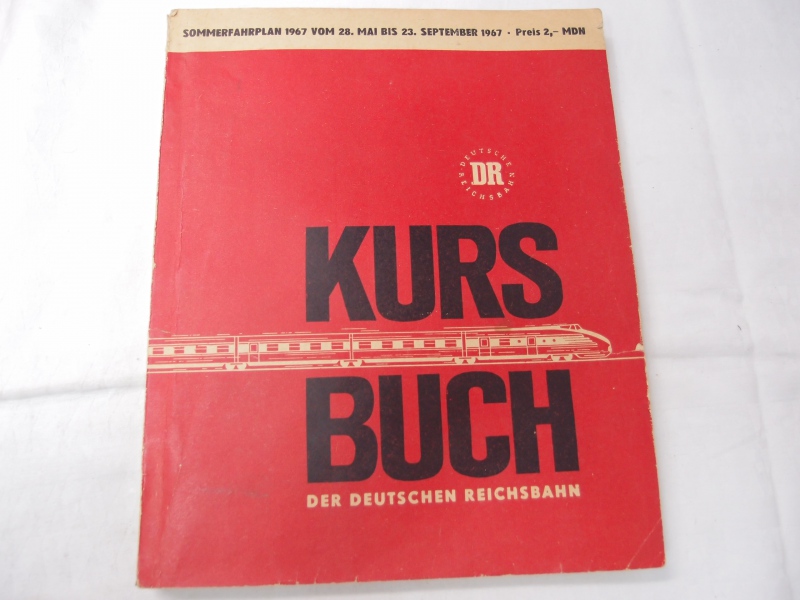 SOMMERFAHRPLAN 1967 VOM 28. MAI BIS 23. SEPTEMBER 1967 · Preis 2,– MDN
DEUTSCHE
DR
REICHSBAHN
KURS
BUCH
DER DEUTSCHEN REICHSBAHN